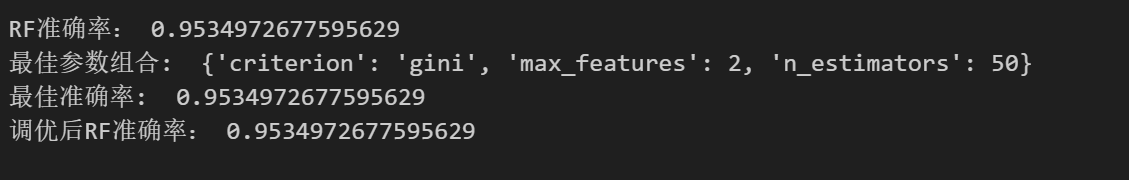 RF准确率： 0.9534972677595629
最佳参数组合： {'criterion': 'gini', 'max_features': 2, 'n_estimators': 50}
最佳准确率： 0.9534972677595629
调优后RF准确率： 0.9534972677595629